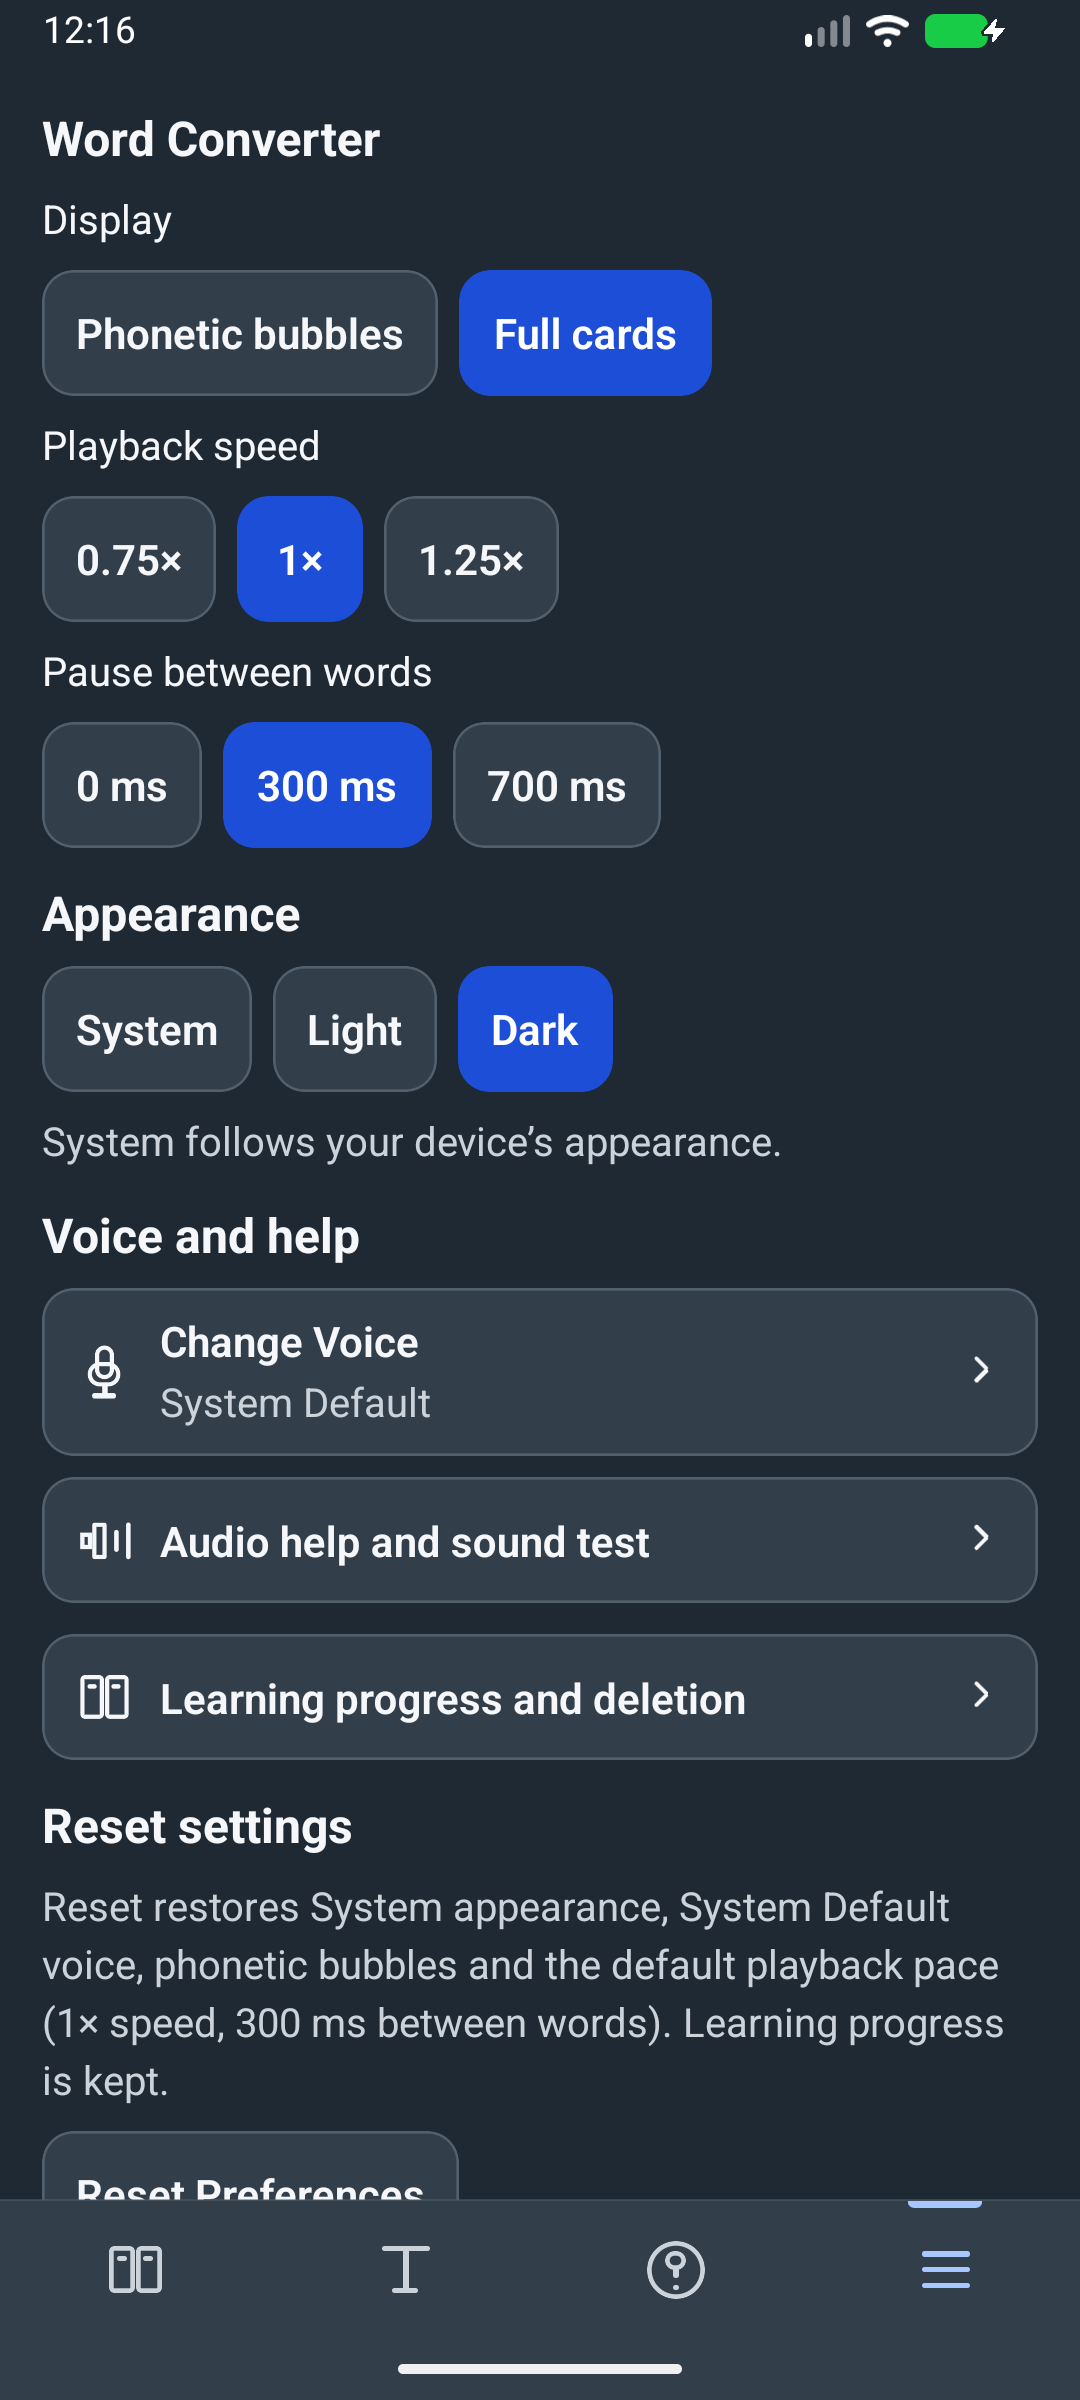 12:16
Word Converter
Display
Phonetic bubbles
Full cards
Playback speed
0.75×
1×
1.25×
Pause between words
0 ms
300 ms
700 ms
Appearance
System
Light
Dark
System follows your device’s appearance.
Voice and help
Change Voice
System Default
Audio help and sound test
Learning progress and deletion
Reset settings
Reset restores System appearance, System Default
voice, phonetic bubbles and the default playback pace
(1× speed, 300 ms between words). Learning progress
is kept.
Reset Preferences